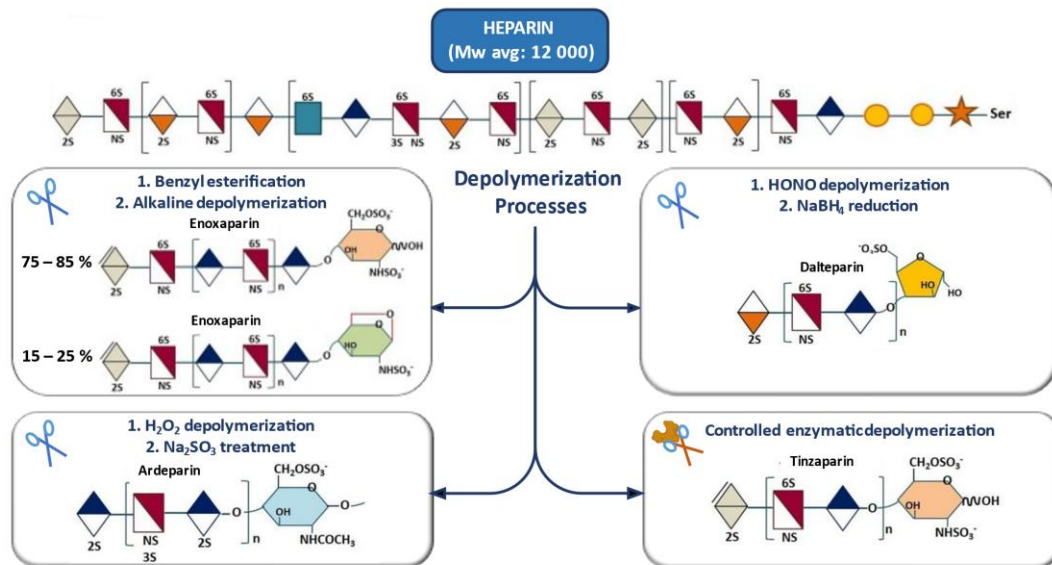 HEPARIN
(Mw avg: 12 000)
6S 6S 6S 6S 6S 6S 6S 6S
2S NS 2S NS 2S 3S NS 2S NS 2S NS 2S NS 2S NS
Ser
1. Benzyl esterification
2. Alkaline depolymerization
Enoxaparin
75 – 85 %
6S 6S
2S NS NS n
O
CH₂OSO₃⁻
O
OH
OH
NHSO₃⁻
Enoxaparin
15 – 25 %
6S 6S
2S NS NS n
O
O
O
HO
NHSO₃⁻
Depolymerization
Processes
1. HONO depolymerization
2. NaBH₄ reduction
Dalteparin
⁻O₃SO
O
HO
HO
6S
2S NS
O
n
1. H₂O₂ depolymerization
2. Na₂SO₃ treatment
Ardeparin
CH₂OSO₃⁻
O
O
OH
O
n
NHCOCH₃
2S NS 2S
3S
Controlled enzymatic depolymerization
Tinzaparin
CH₂OSO₃⁻
6S
O
OH
OH
O
n
NHSO₃⁻
2S NS